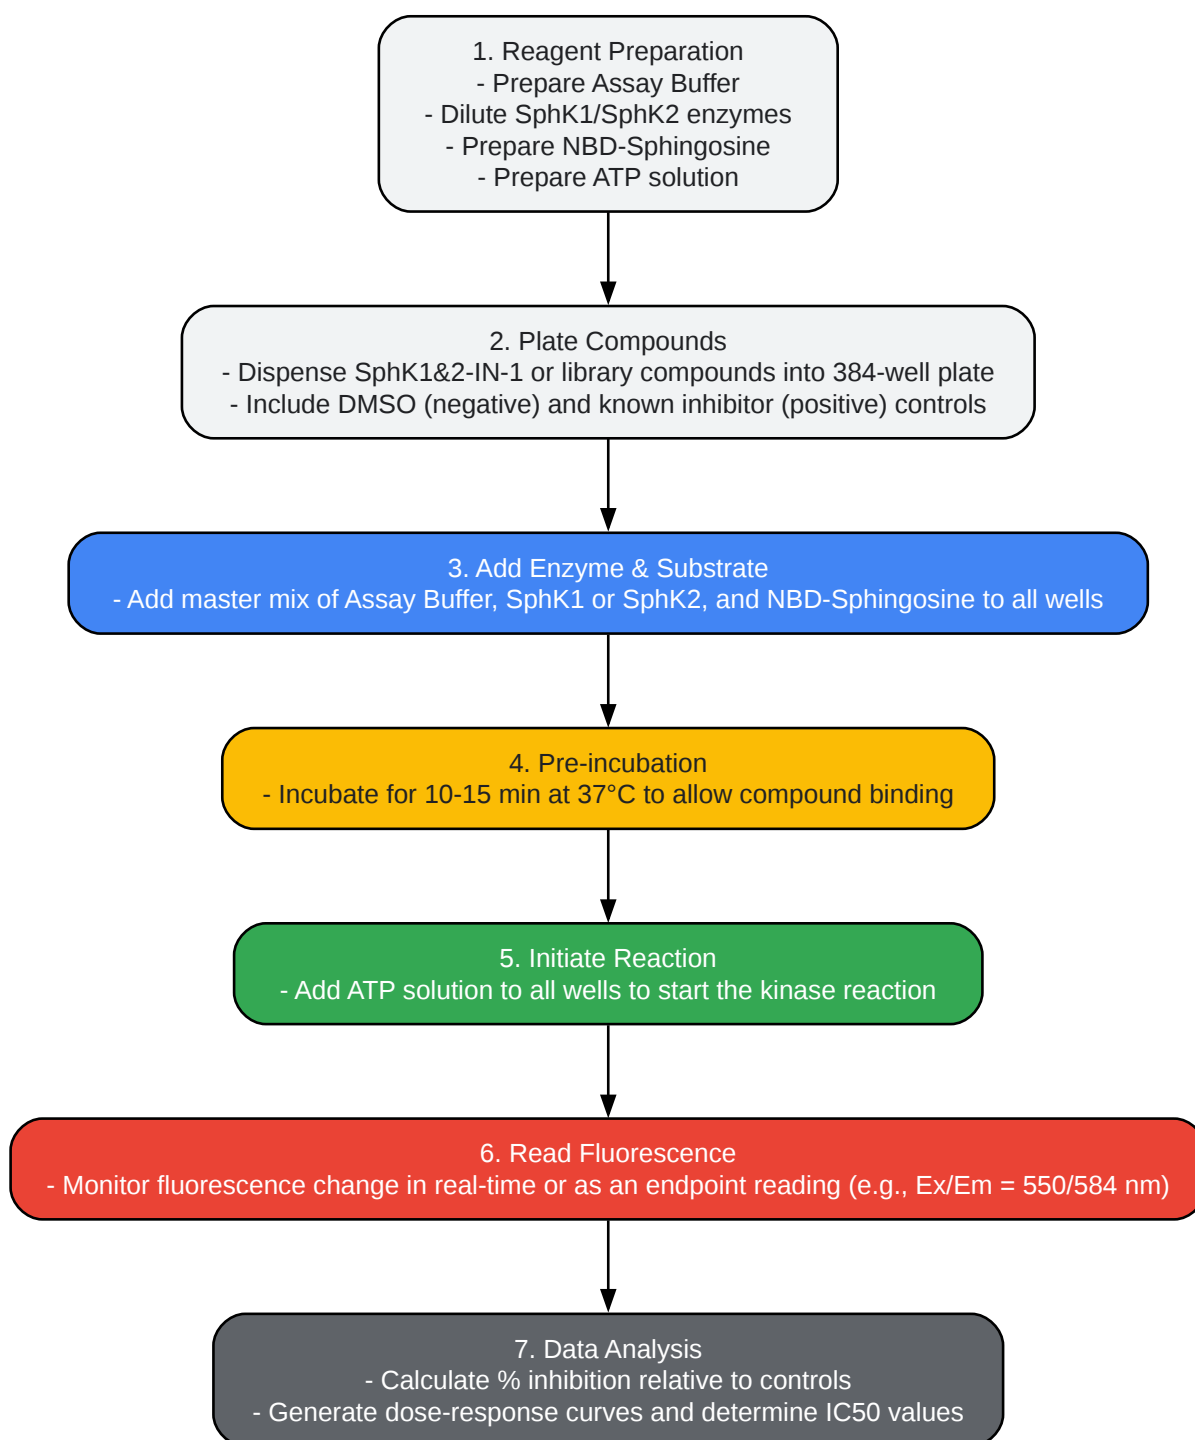 1. Reagent Preparation
- Prepare Assay Buffer
- Dilute SphK1/SphK2 enzymes
- Prepare NBD-Sphingosine
- Prepare ATP solution
2. Plate Compounds
- Dispense SphK1&2-IN-1 or library compounds into 384-well plate
- Include DMSO (negative) and known inhibitor (positive) controls
3. Add Enzyme & Substrate
- Add master mix of Assay Buffer, SphK1 or SphK2, and NBD-Sphingosine to all wells
4. Pre-incubation
- Incubate for 10-15 min at 37°C to allow compound binding
5. Initiate Reaction
- Add ATP solution to all wells to start the kinase reaction
6. Read Fluorescence
- Monitor fluorescence change in real-time or as an endpoint reading (e.g., Ex/Em = 550/584 nm)
7. Data Analysis
- Calculate % inhibition relative to controls
- Generate dose-response curves and determine IC50 values